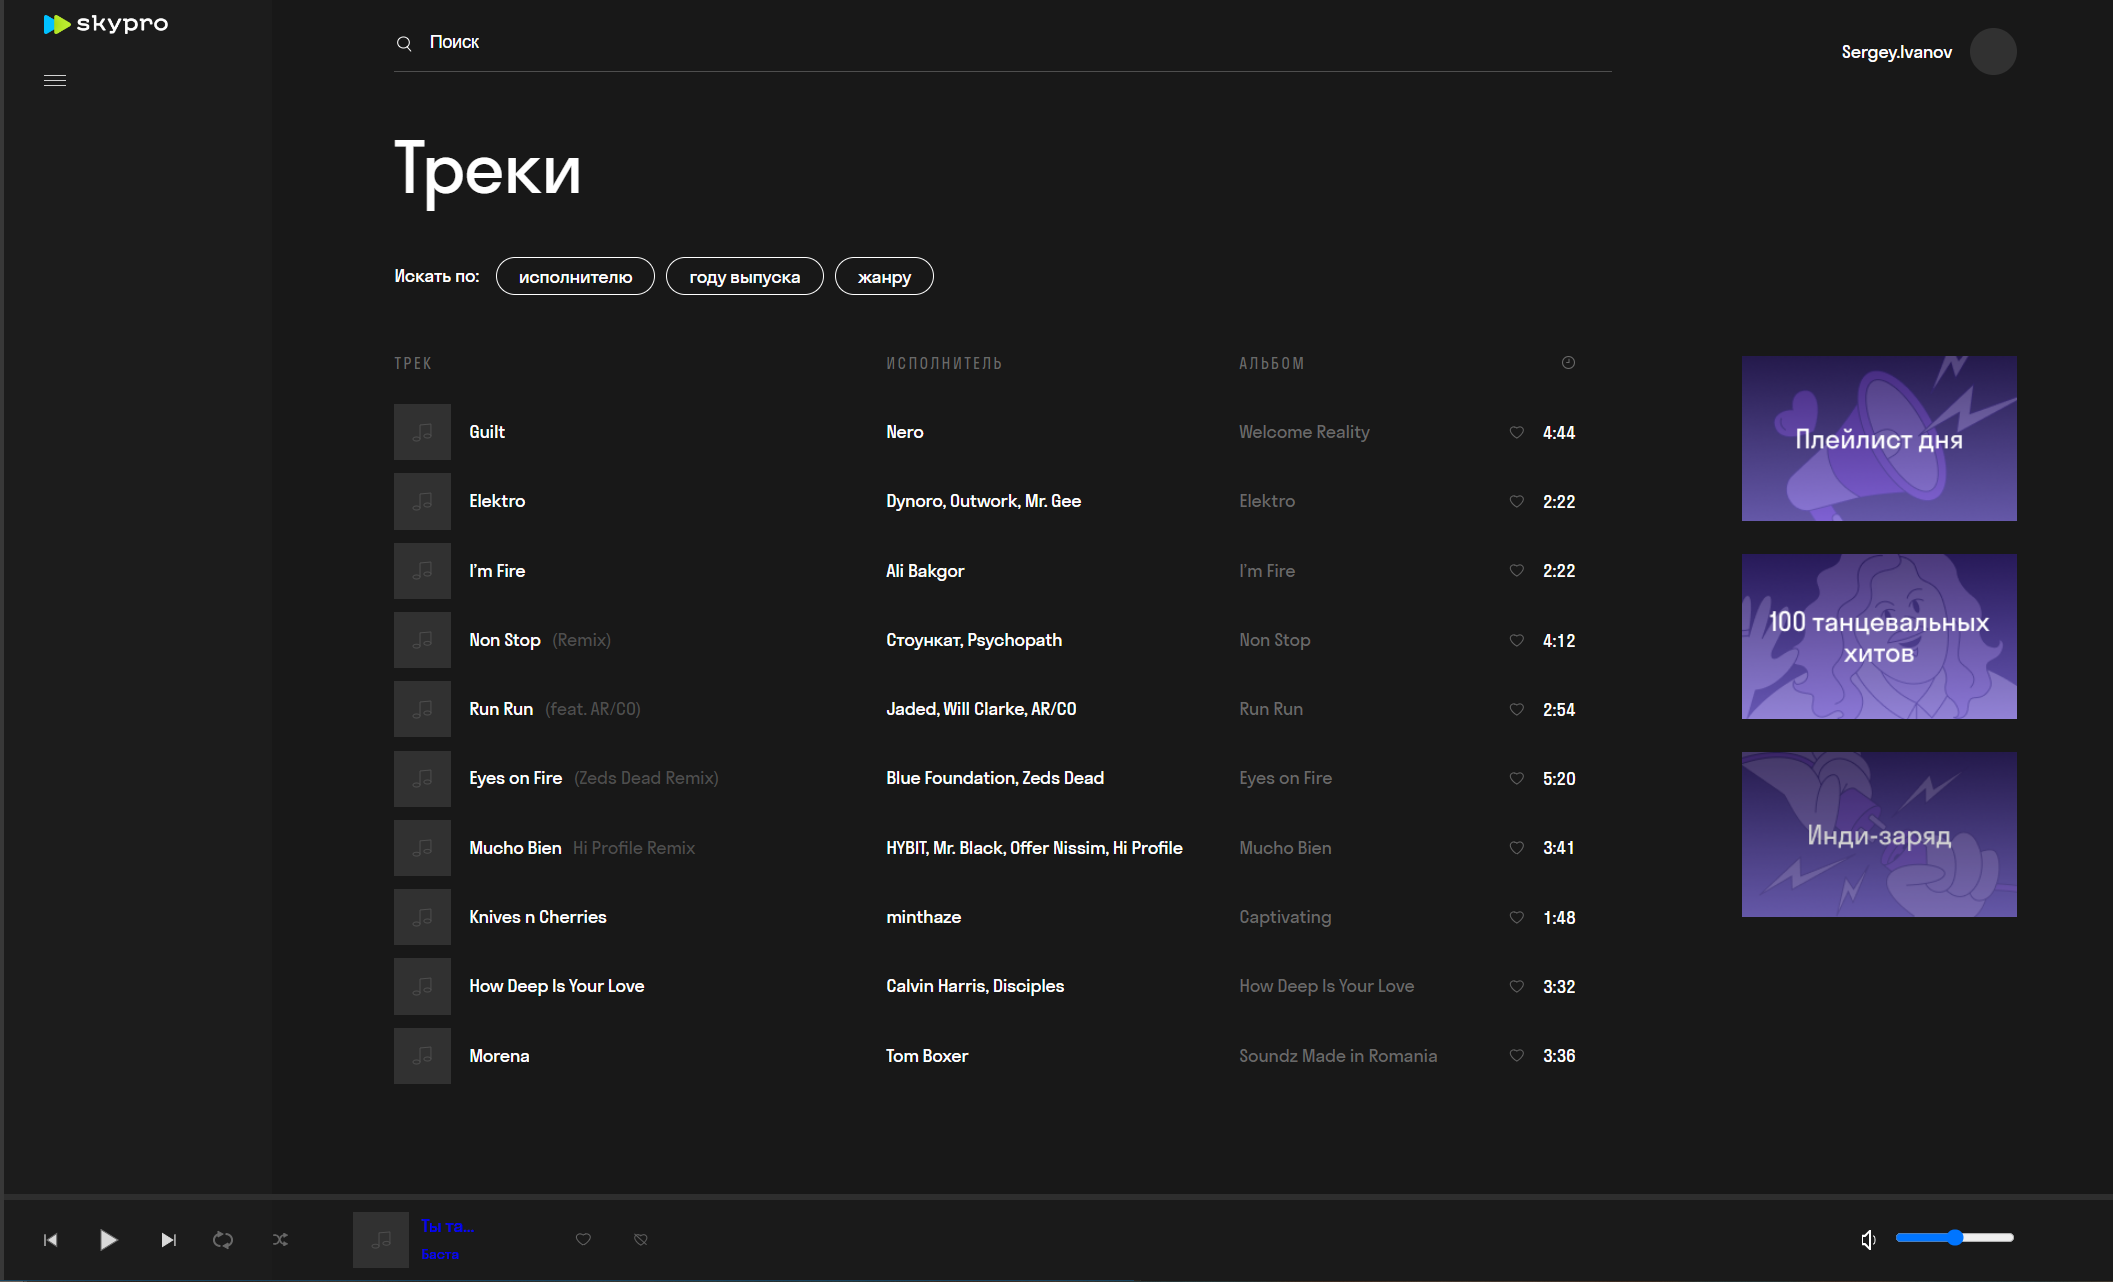 skypro
Поиск
Sergey.Ivanov
Треки
Искать по: исполнителю году выпуска жанру
ТРЕК ИСПОЛНИТЕЛЬ АЛЬБОМ
Guilt Nero Welcome Reality 4:44
Elektro Dynoro, Outwork, Mr. Gee Elektro 2:22
I'm Fire Ali Bakgor I'm Fire 2:22
Non Stop (Remix) Стоункат, Psychopath Non Stop 4:12
Run Run (feat. AR/CO) Jaded, Will Clarke, AR/CO Run Run 2:54
Eyes on Fire (Zeds Dead Remix) Blue Foundation, Zeds Dead Eyes on Fire 5:20
Mucho Bien Hi Profile Remix HYBIT, Mr. Black, Offer Nissim, Hi Profile Mucho Bien 3:41
Knives n Cherries minthaze Captivating 1:48
How Deep Is Your Love Calvin Harris, Disciples How Deep Is Your Love 3:32
Morena Tom Boxer Soundz Made in Romania 3:36
Плейлист дня
100 танцевальных
хитов
Инди-заряд
Ты та...
Баста